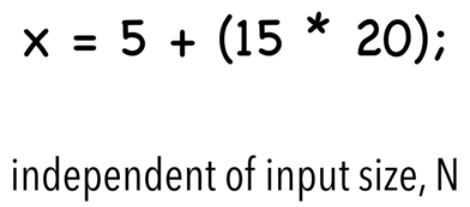 x = 5 + (15 * 20);
independent of input size, N